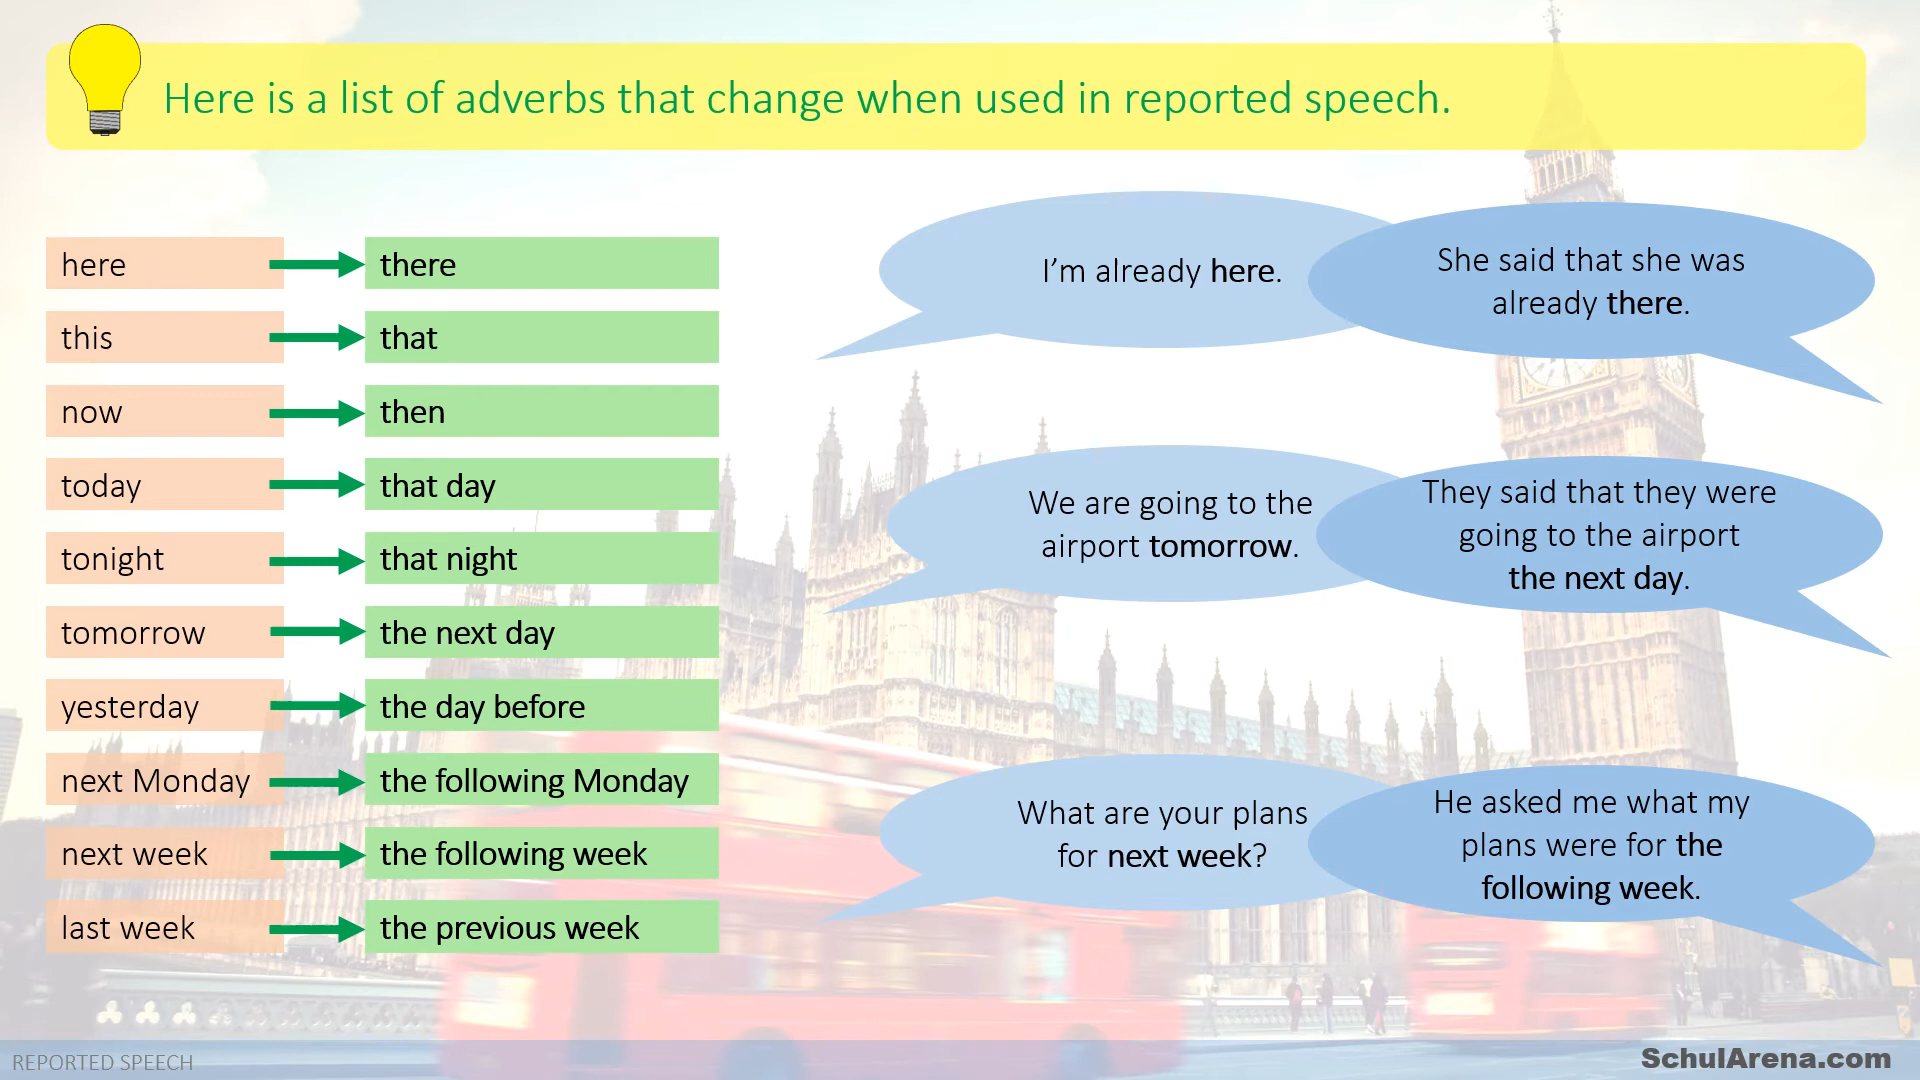 Here is a list of adverbs that change when used in reported speech.
here
there
this
that
now
then
today
that day
tonight
that night
tomorrow
the next day
yesterday
the day before
next Monday
the following Monday
next week
the following week
last week
the previous week
I’m already here.
She said that she was
already there.
We are going to the
airport tomorrow.
They said that they were
going to the airport
the next day.
What are your plans
for next week?
He asked me what my
plans were for the
following week.
REPORTED SPEECH
SchulArena.com